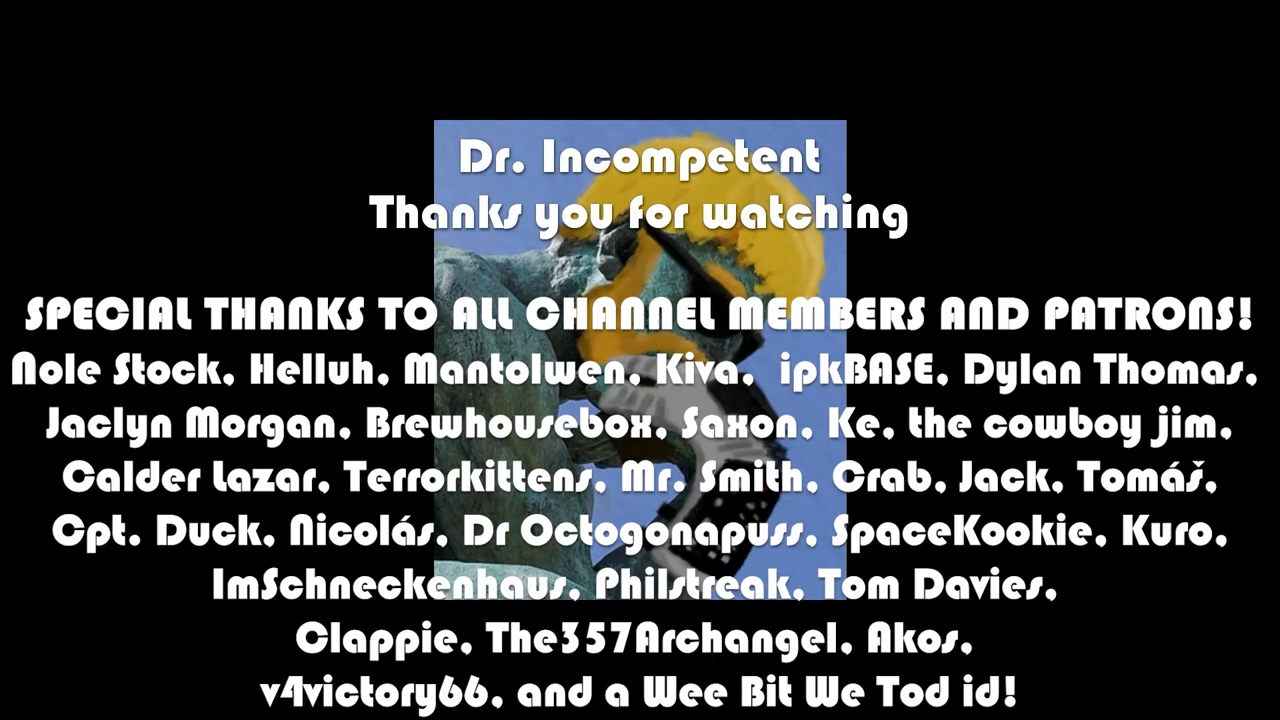 Dr. Incompetent
Thanks you for watching
SPECIAL THANKS TO ALL CHANNEL MEMBERS AND PATRONS!
Nole Stock, Helluh, Mantolwen, Kiva, ipkBASE, Dylan Thomas,
Jaclyn Morgan, Brewhousebox, Saxon, Ke, the cowboy jim,
Calder Lazar, Terrorkittens, Mr. Smith, Crab, Jack, Tomáš,
Cpt. Duck, Nicolás, Dr Octogonapuss, SpaceKookie, Kuro,
ImSchneckenhaus, Philstreak, Tom Davies,
Clappie, The357Archangel, Akos,
v4victory66, and a Wee Bit We Tod id!